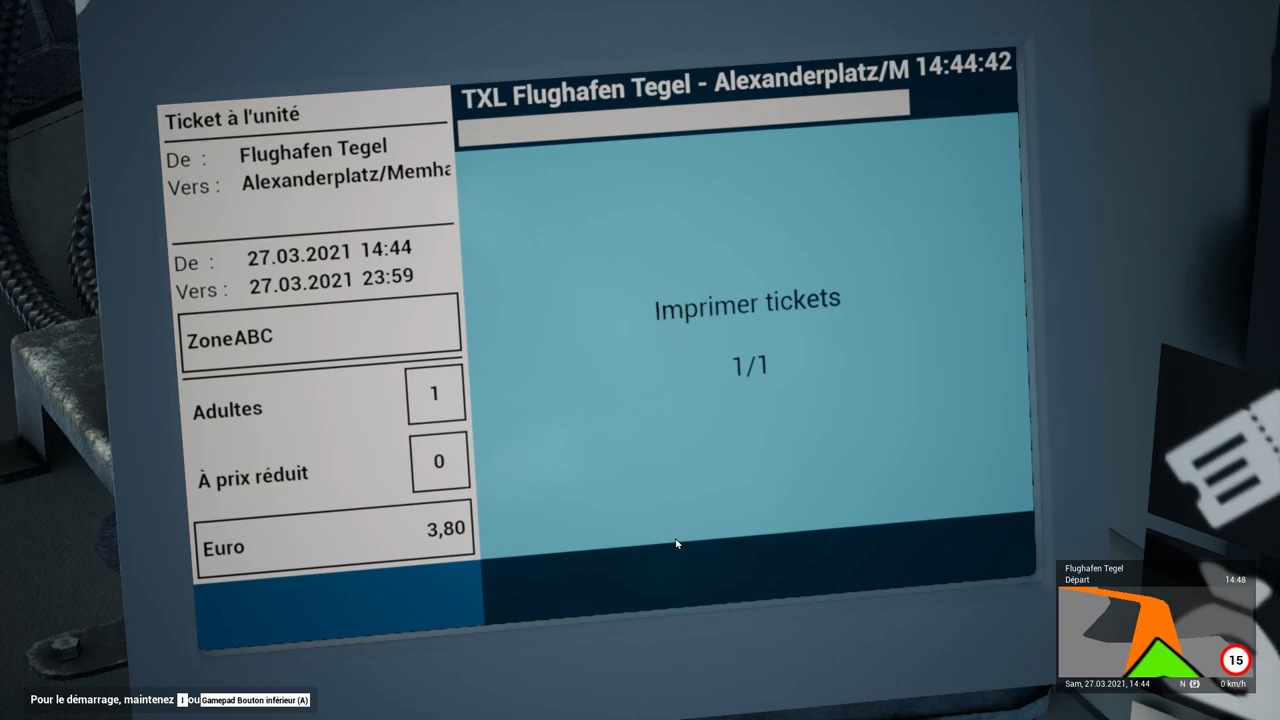 Ticket à l'unité
De : Flughafen Tegel
Vers : Alexanderplatz/Memha
De : 27.03.2021 14:44
Vers : 27.03.2021 23:59
ZoneABC
Adultes 1
À prix réduit 0
Euro 3,80
TXL Flughafen Tegel - Alexanderplatz/M 14:44:42
Imprimer tickets
1/1
Flughafen Tegel
Départ 14:48
15
Sam, 27.03.2021, 14:44 N (P) 0 km/h
Pour le démarrage, maintenez I ou Gamepad Bouton inférieur (A)